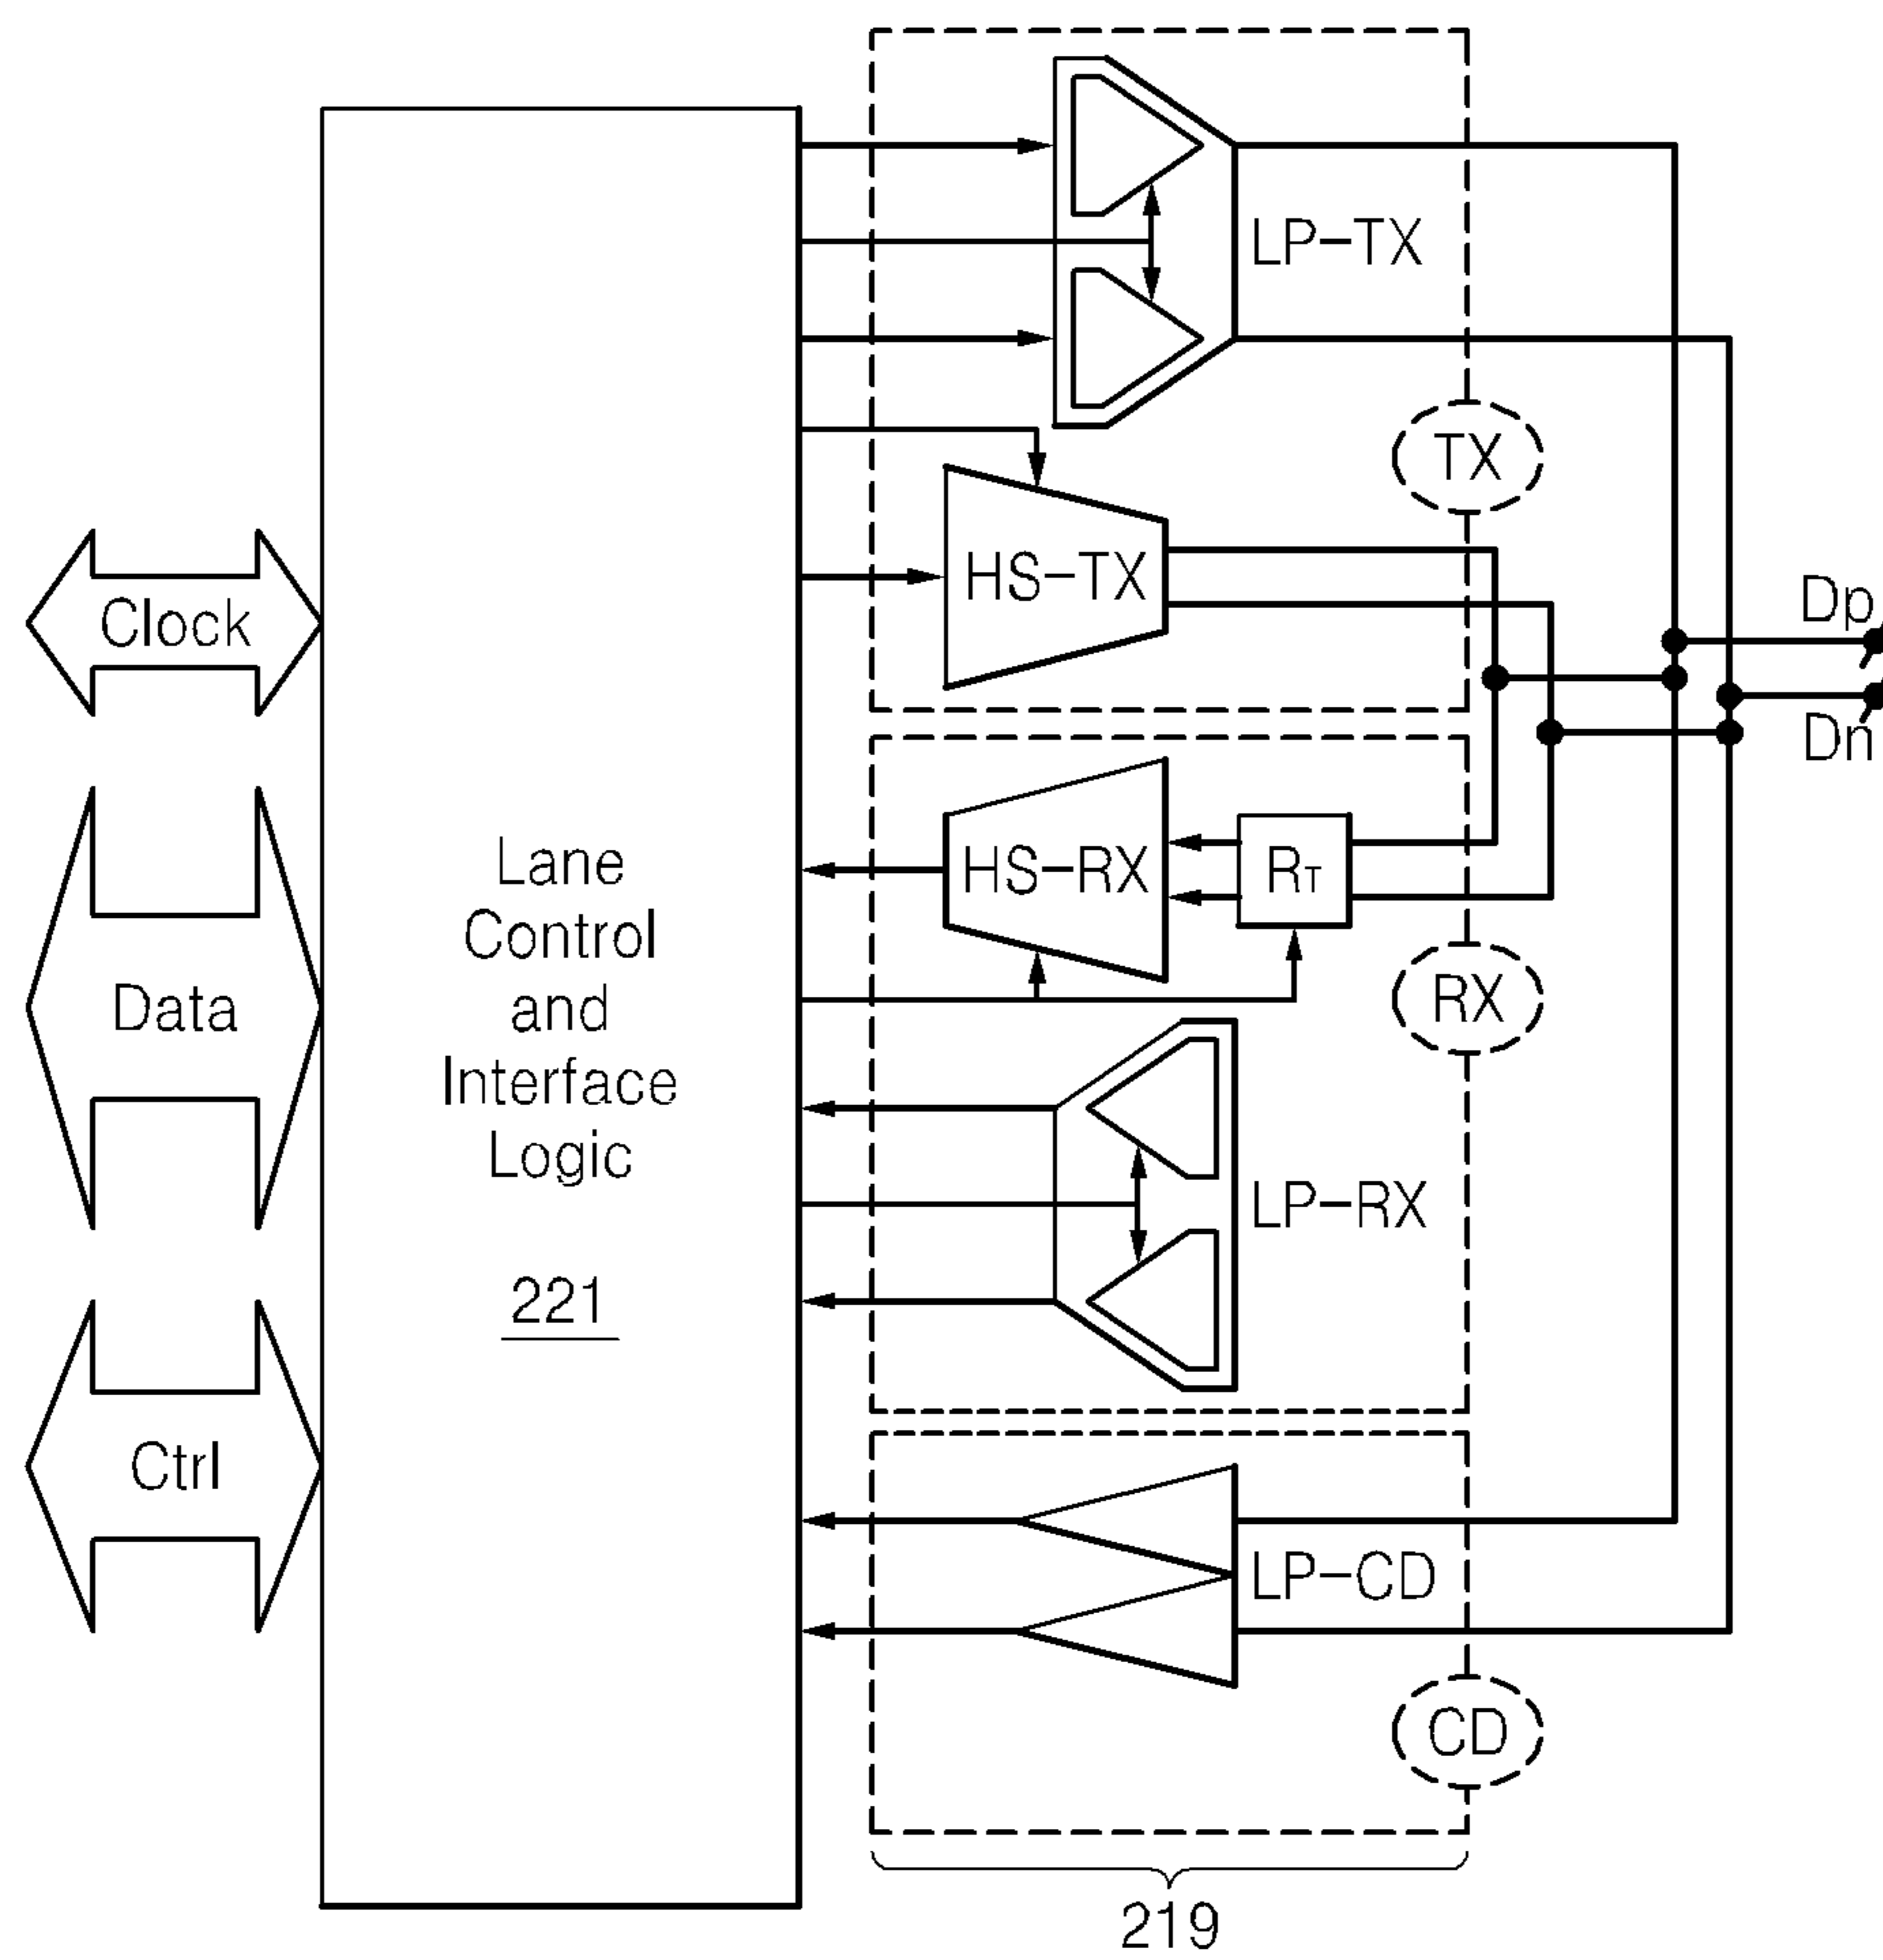 LP-TX
TX
HS-TX
Clock
Dp
Dn
Lane
Control
and
Interface
Logic
221
HS-RX
RT
Data
RX
LP-RX
Ctrl
LP-CD
CD
219